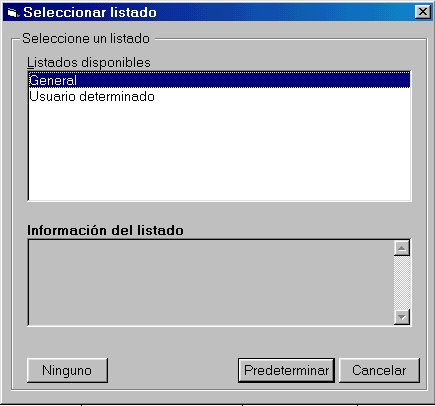 Seleccionar listado
Seleccione un listado
Listados disponibles
General
Usuario determinado
Información del listado
Ninguno
Predeterminar
Cancelar